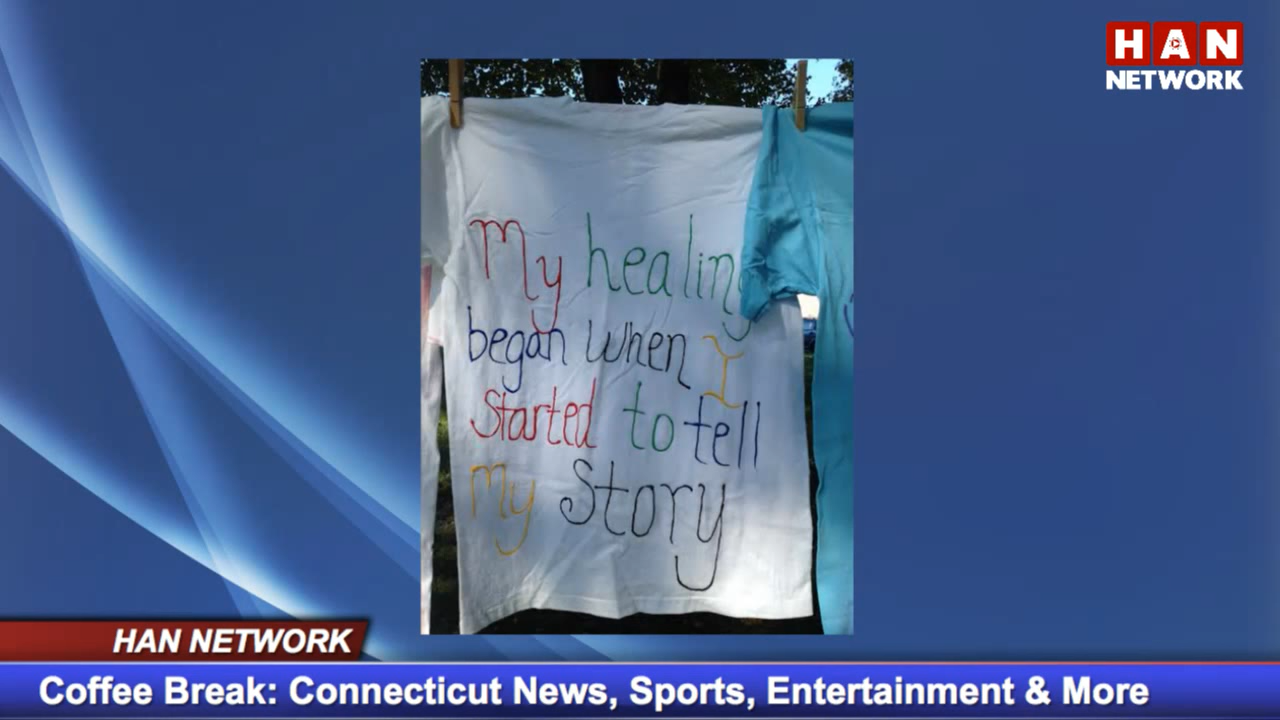 HAN
NETWORK
My healing
began when I
started to tell
My Story
HAN NETWORK
Coffee Break: Connecticut News, Sports, Entertainment & More